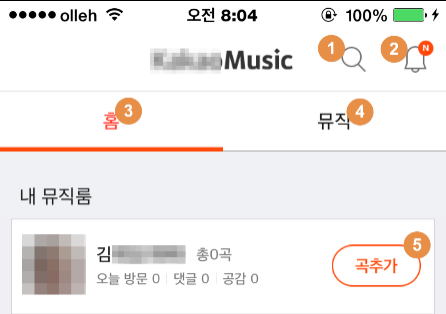 olleh 오전 8:04 100%
Music 1 2 N
홈 3 뮤직 4
내 뮤직룸
김 총0곡
오늘 방문 0 | 댓글 0 | 공감 0
곡추가 5